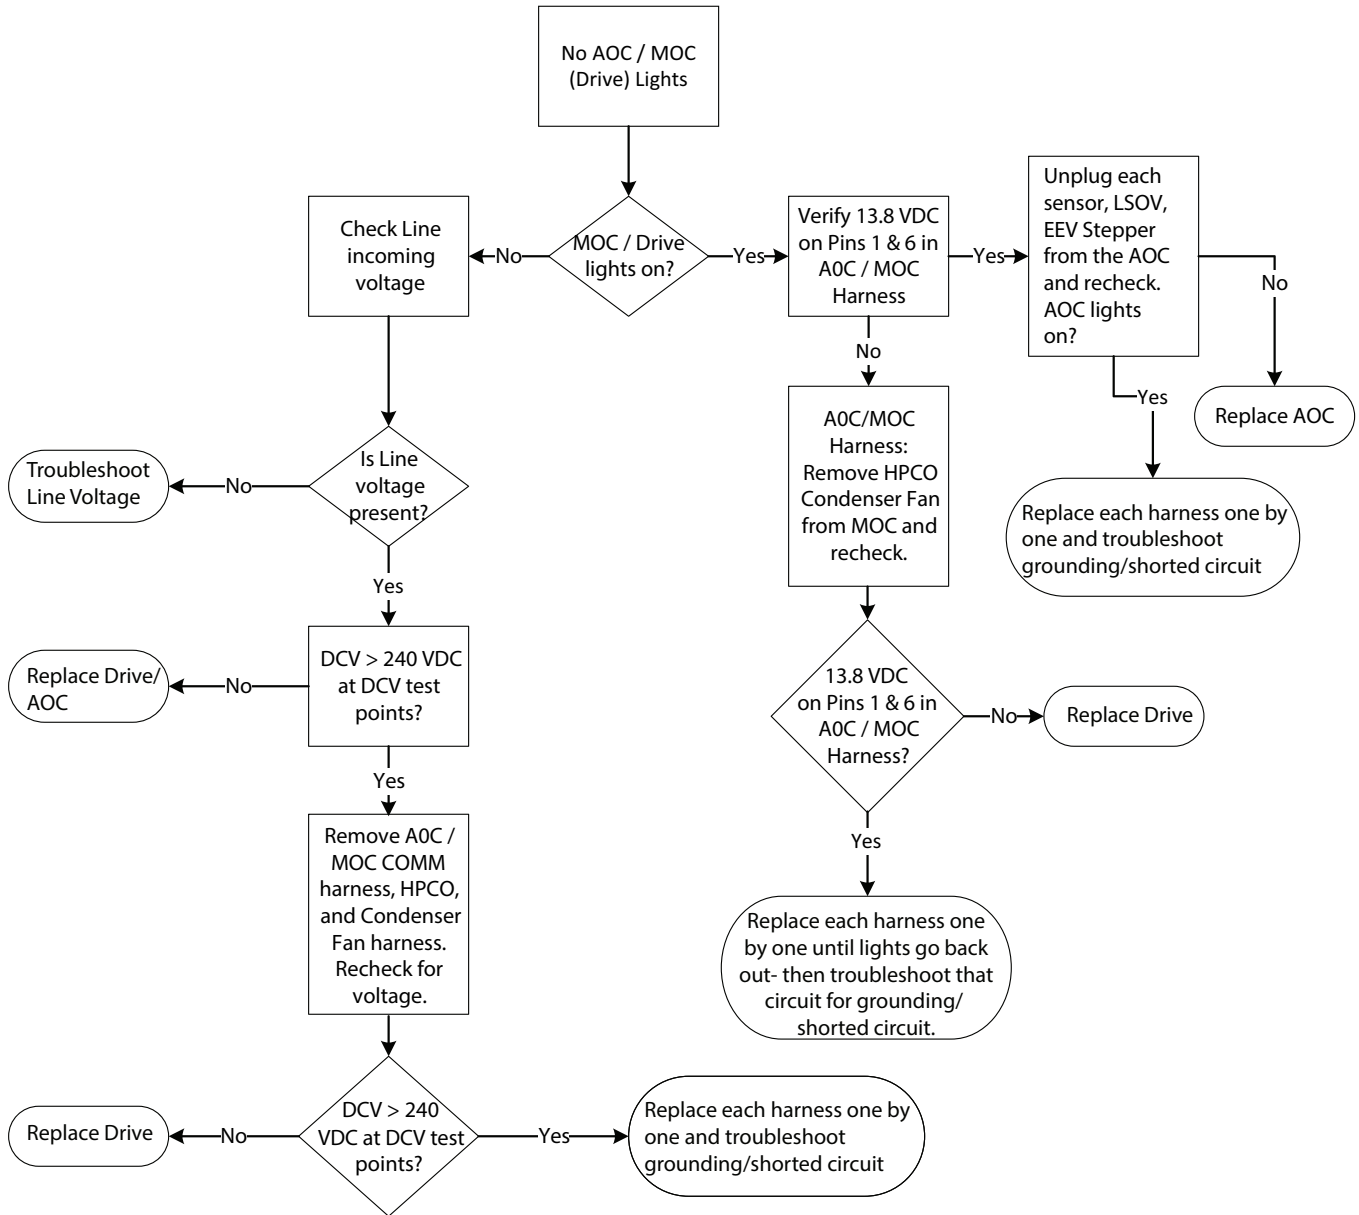 No AOC / MOC
(Drive) Lights
MOC / Drive
lights on?
No
Yes
Check Line
incoming
voltage
Is Line
voltage
present?
No
Troubleshoot
Line Voltage
Yes
DCV > 240 VDC
at DCV test
points?
No
Replace Drive/
AOC
Yes
Remove A0C /
MOC COMM
harness, HPCO,
and Condenser
Fan harness.
Recheck for
voltage.
DCV > 240
VDC at DCV test
points?
No
Replace Drive
Yes
Replace each harness one by
one and troubleshoot
grounding/shorted circuit
Verify 13.8 VDC
on Pins 1 & 6 in
A0C / MOC
Harness
Yes
No
A0C/MOC
Harness:
Remove HPCO
Condenser Fan
from MOC and
recheck.
13.8 VDC
on Pins 1 & 6 in
A0C / MOC
Harness?
No
Replace Drive
Yes
Replace each harness one
by one until lights go back
out- then troubleshoot that
circuit for grounding/
shorted circuit.
Unplug each
sensor, LSOV,
EEV Stepper
from the AOC
and recheck.
AOC lights
on?
No
Replace AOC
Yes
Replace each harness one by
one and troubleshoot
grounding/shorted circuit